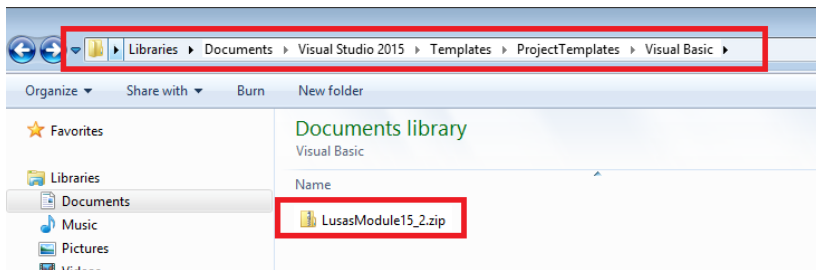 Libraries Documents Visual Studio 2015 Templates ProjectTemplates Visual Basic
Organize Share with Burn New folder
Favorites
Documents library
Visual Basic
Libraries
Name
Documents
Music
LusasModule15_2.zip
Pictures